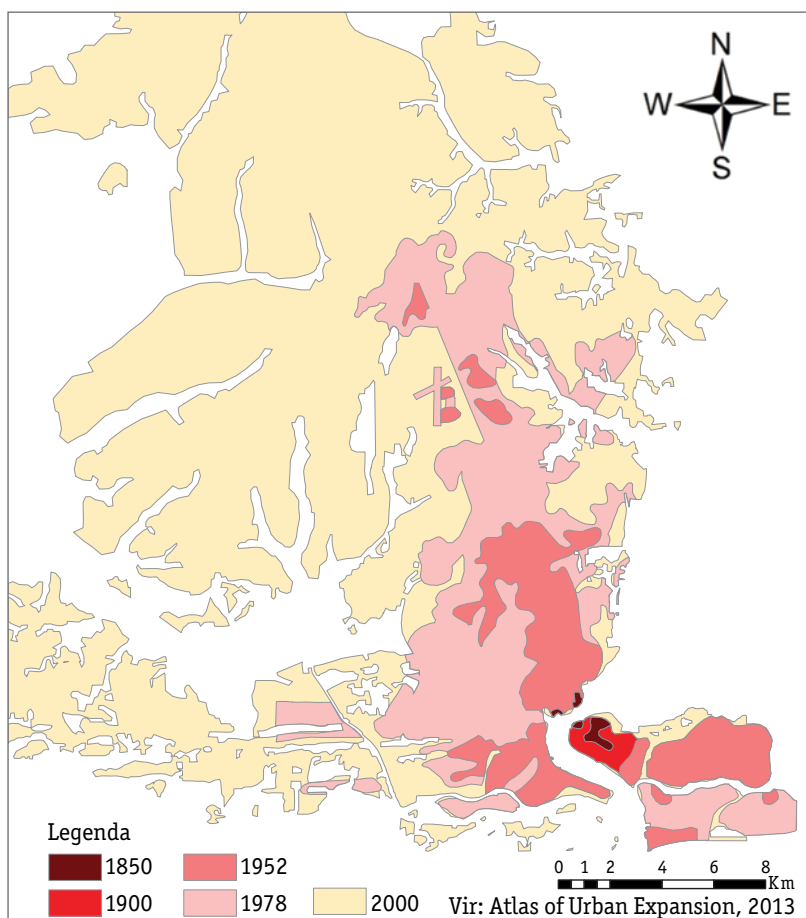 N
W E
S
Legenda
1850 1952
1900 1978 2000
0 1 2 4 6 8
Km
Vir: Atlas of Urban Expansion, 2013